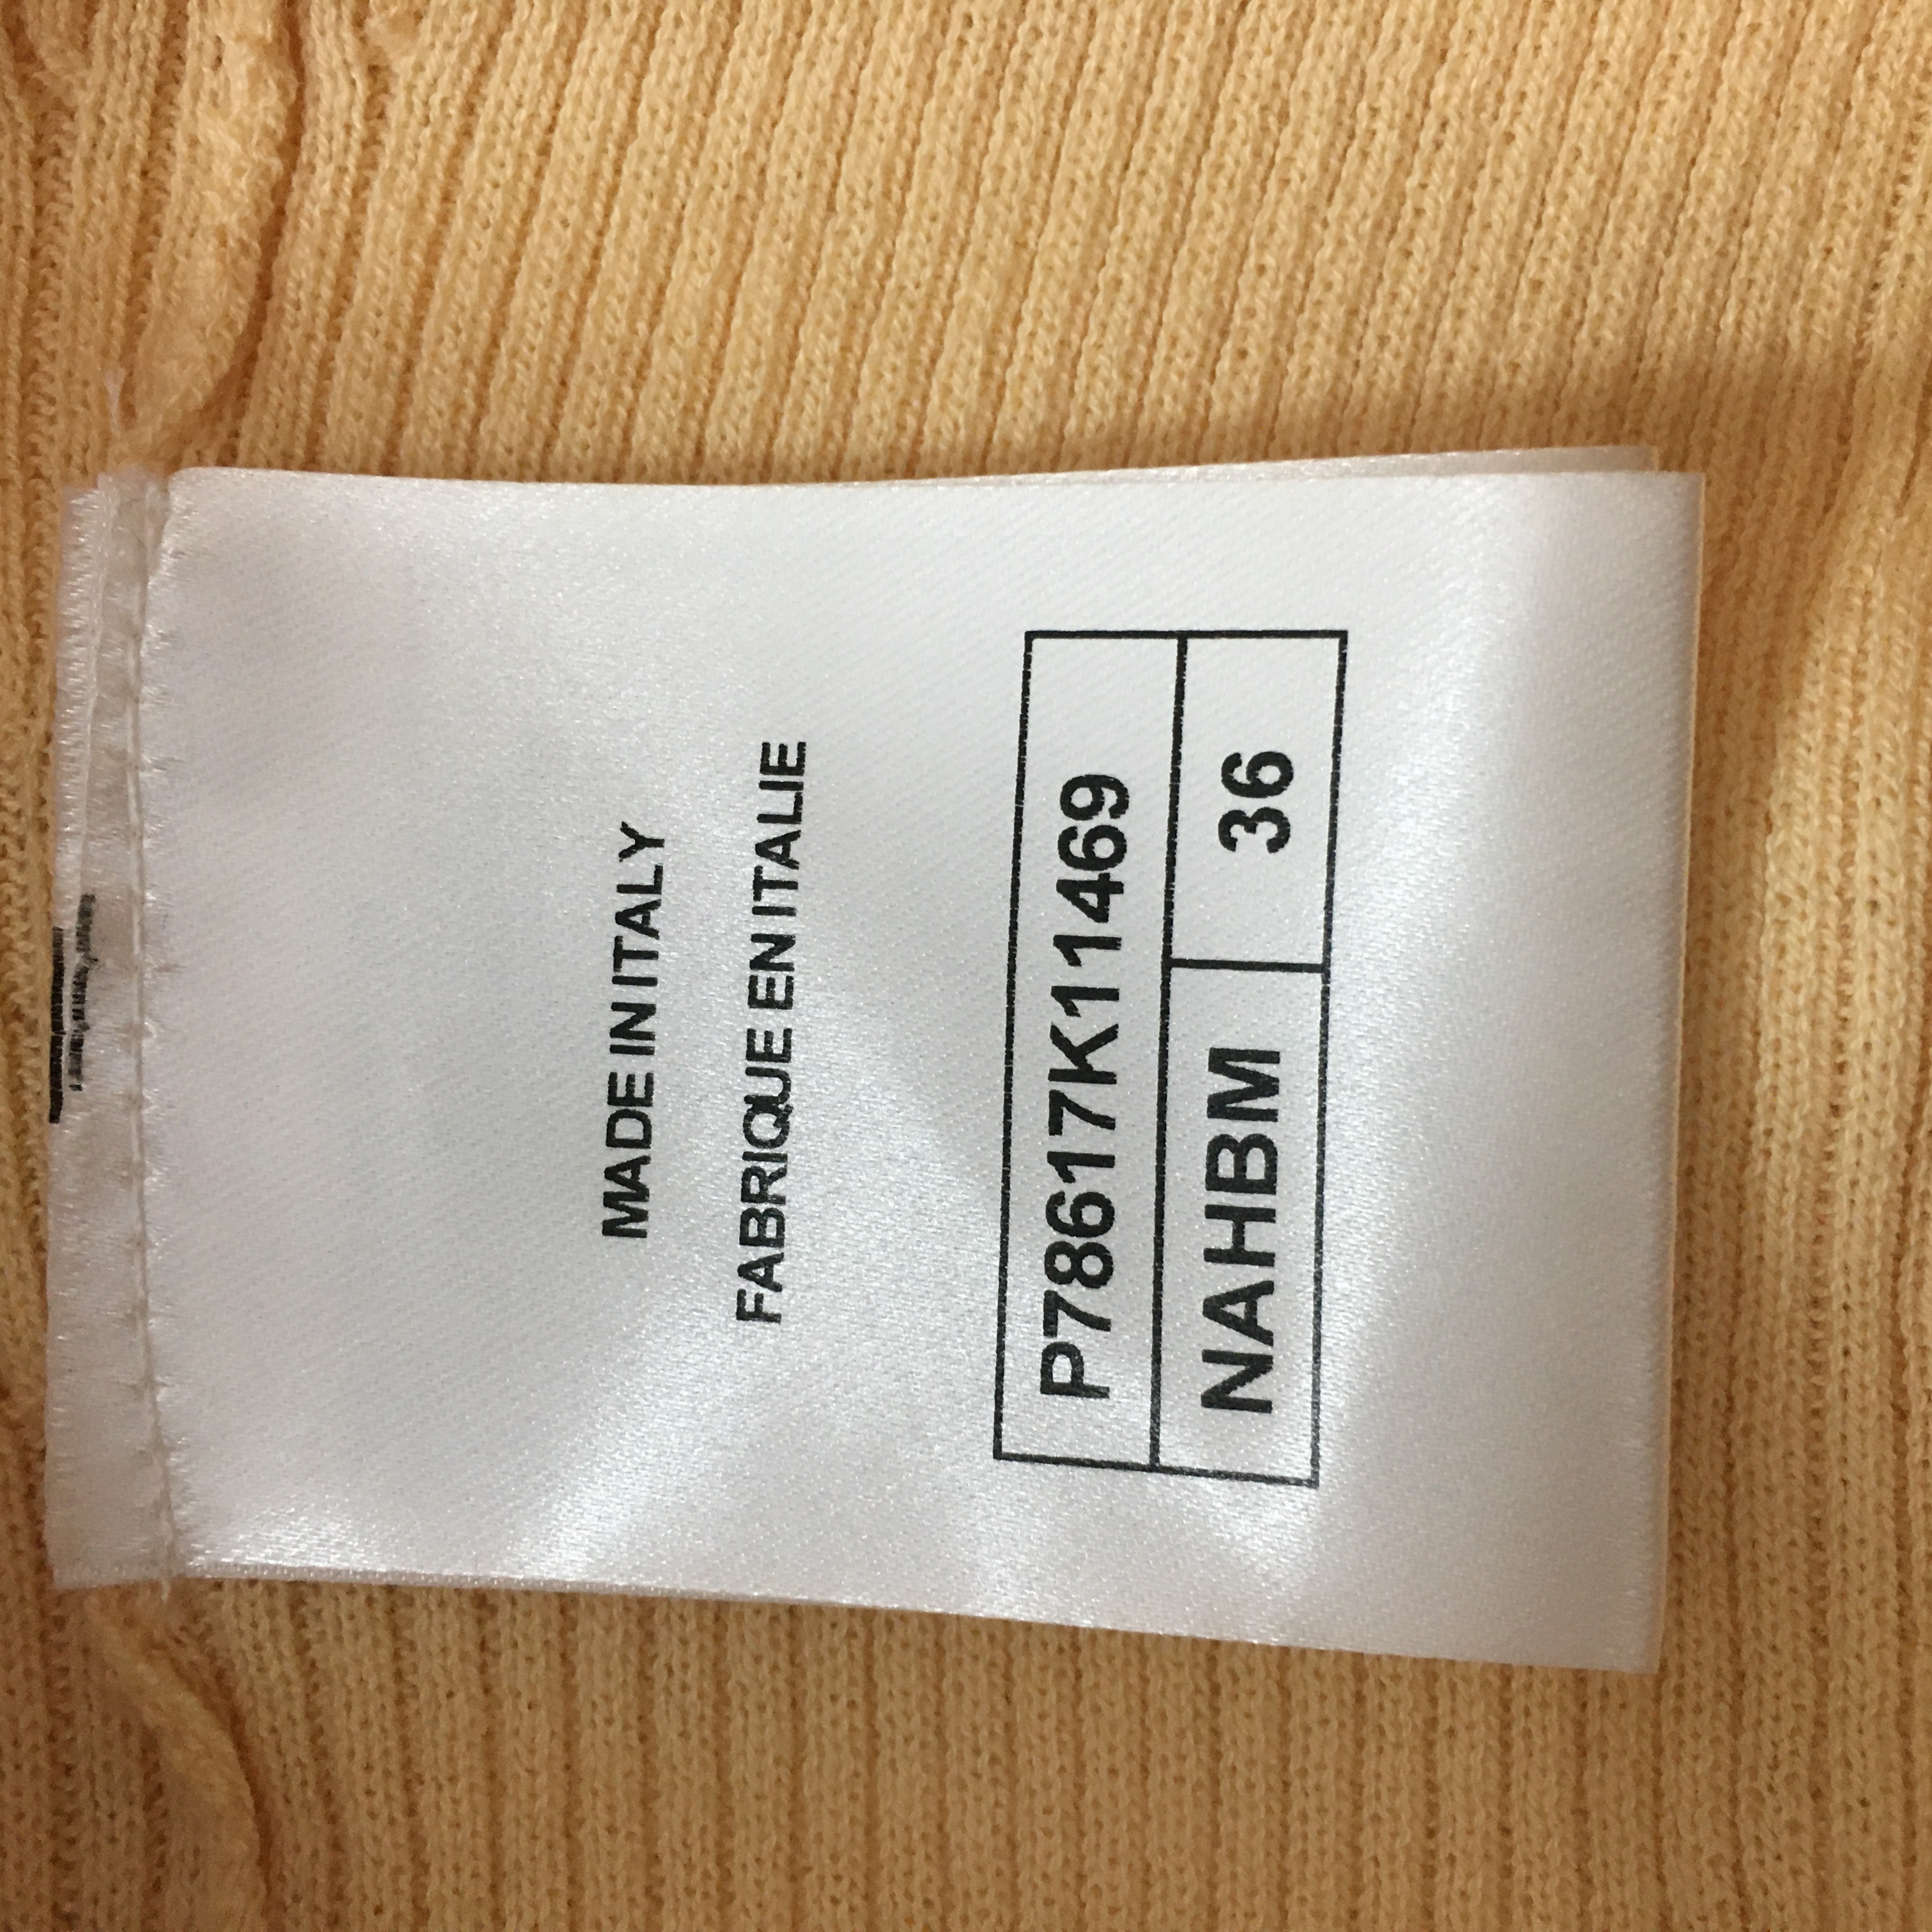 MADE IN ITALY
FABRIQUE EN ITALIE
P78617K11469
NAHBM 36